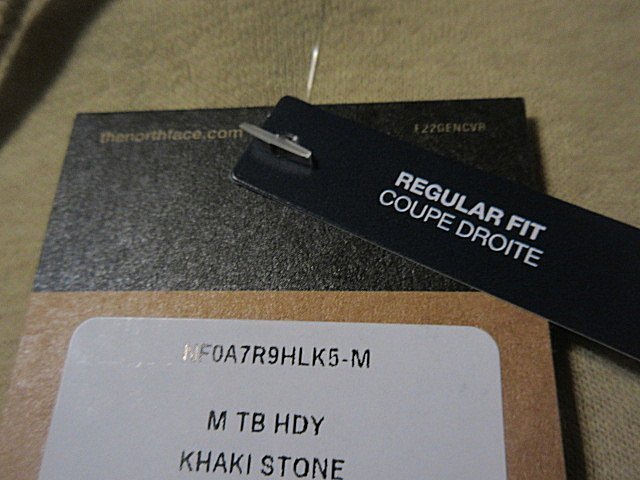 thenorthface.com
F22GENCVR
REGULAR FIT
COUPE DROITE
NF0A7R9HLK5-M
M TB HDY
KHAKI STONE